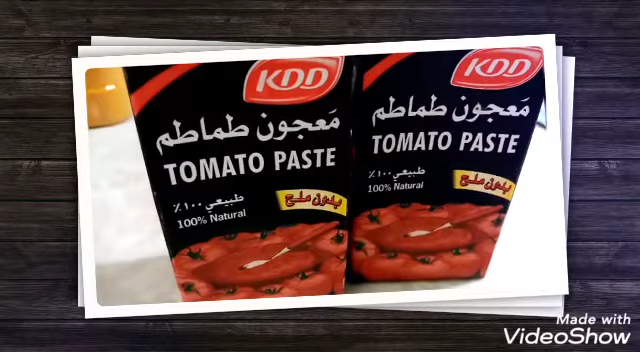 KDD
مَعجون طماطم
TOMATO PASTE
طبيعي ١٠٠٪
100% Natural
بدون ملح
KDD
مَعجون طماطم
TOMATO PASTE
طبيعي ١٠٠٪
100% Natural
بدون ملح
Made with
VideoShow